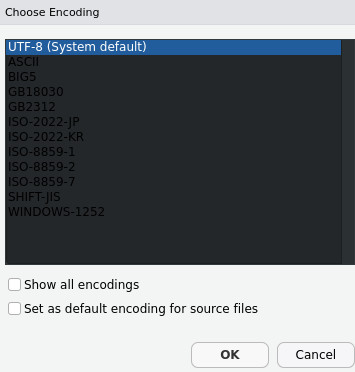 Choose Encoding
UTF-8 (System default)
ASCII
BIG5
GB18030
GB2312
ISO-2022-JP
ISO-2022-KR
ISO-8859-1
ISO-8859-2
ISO-8859-7
SHIFT-JIS
WINDOWS-1252
Show all encodings
Set as default encoding for source files
OK
Cancel